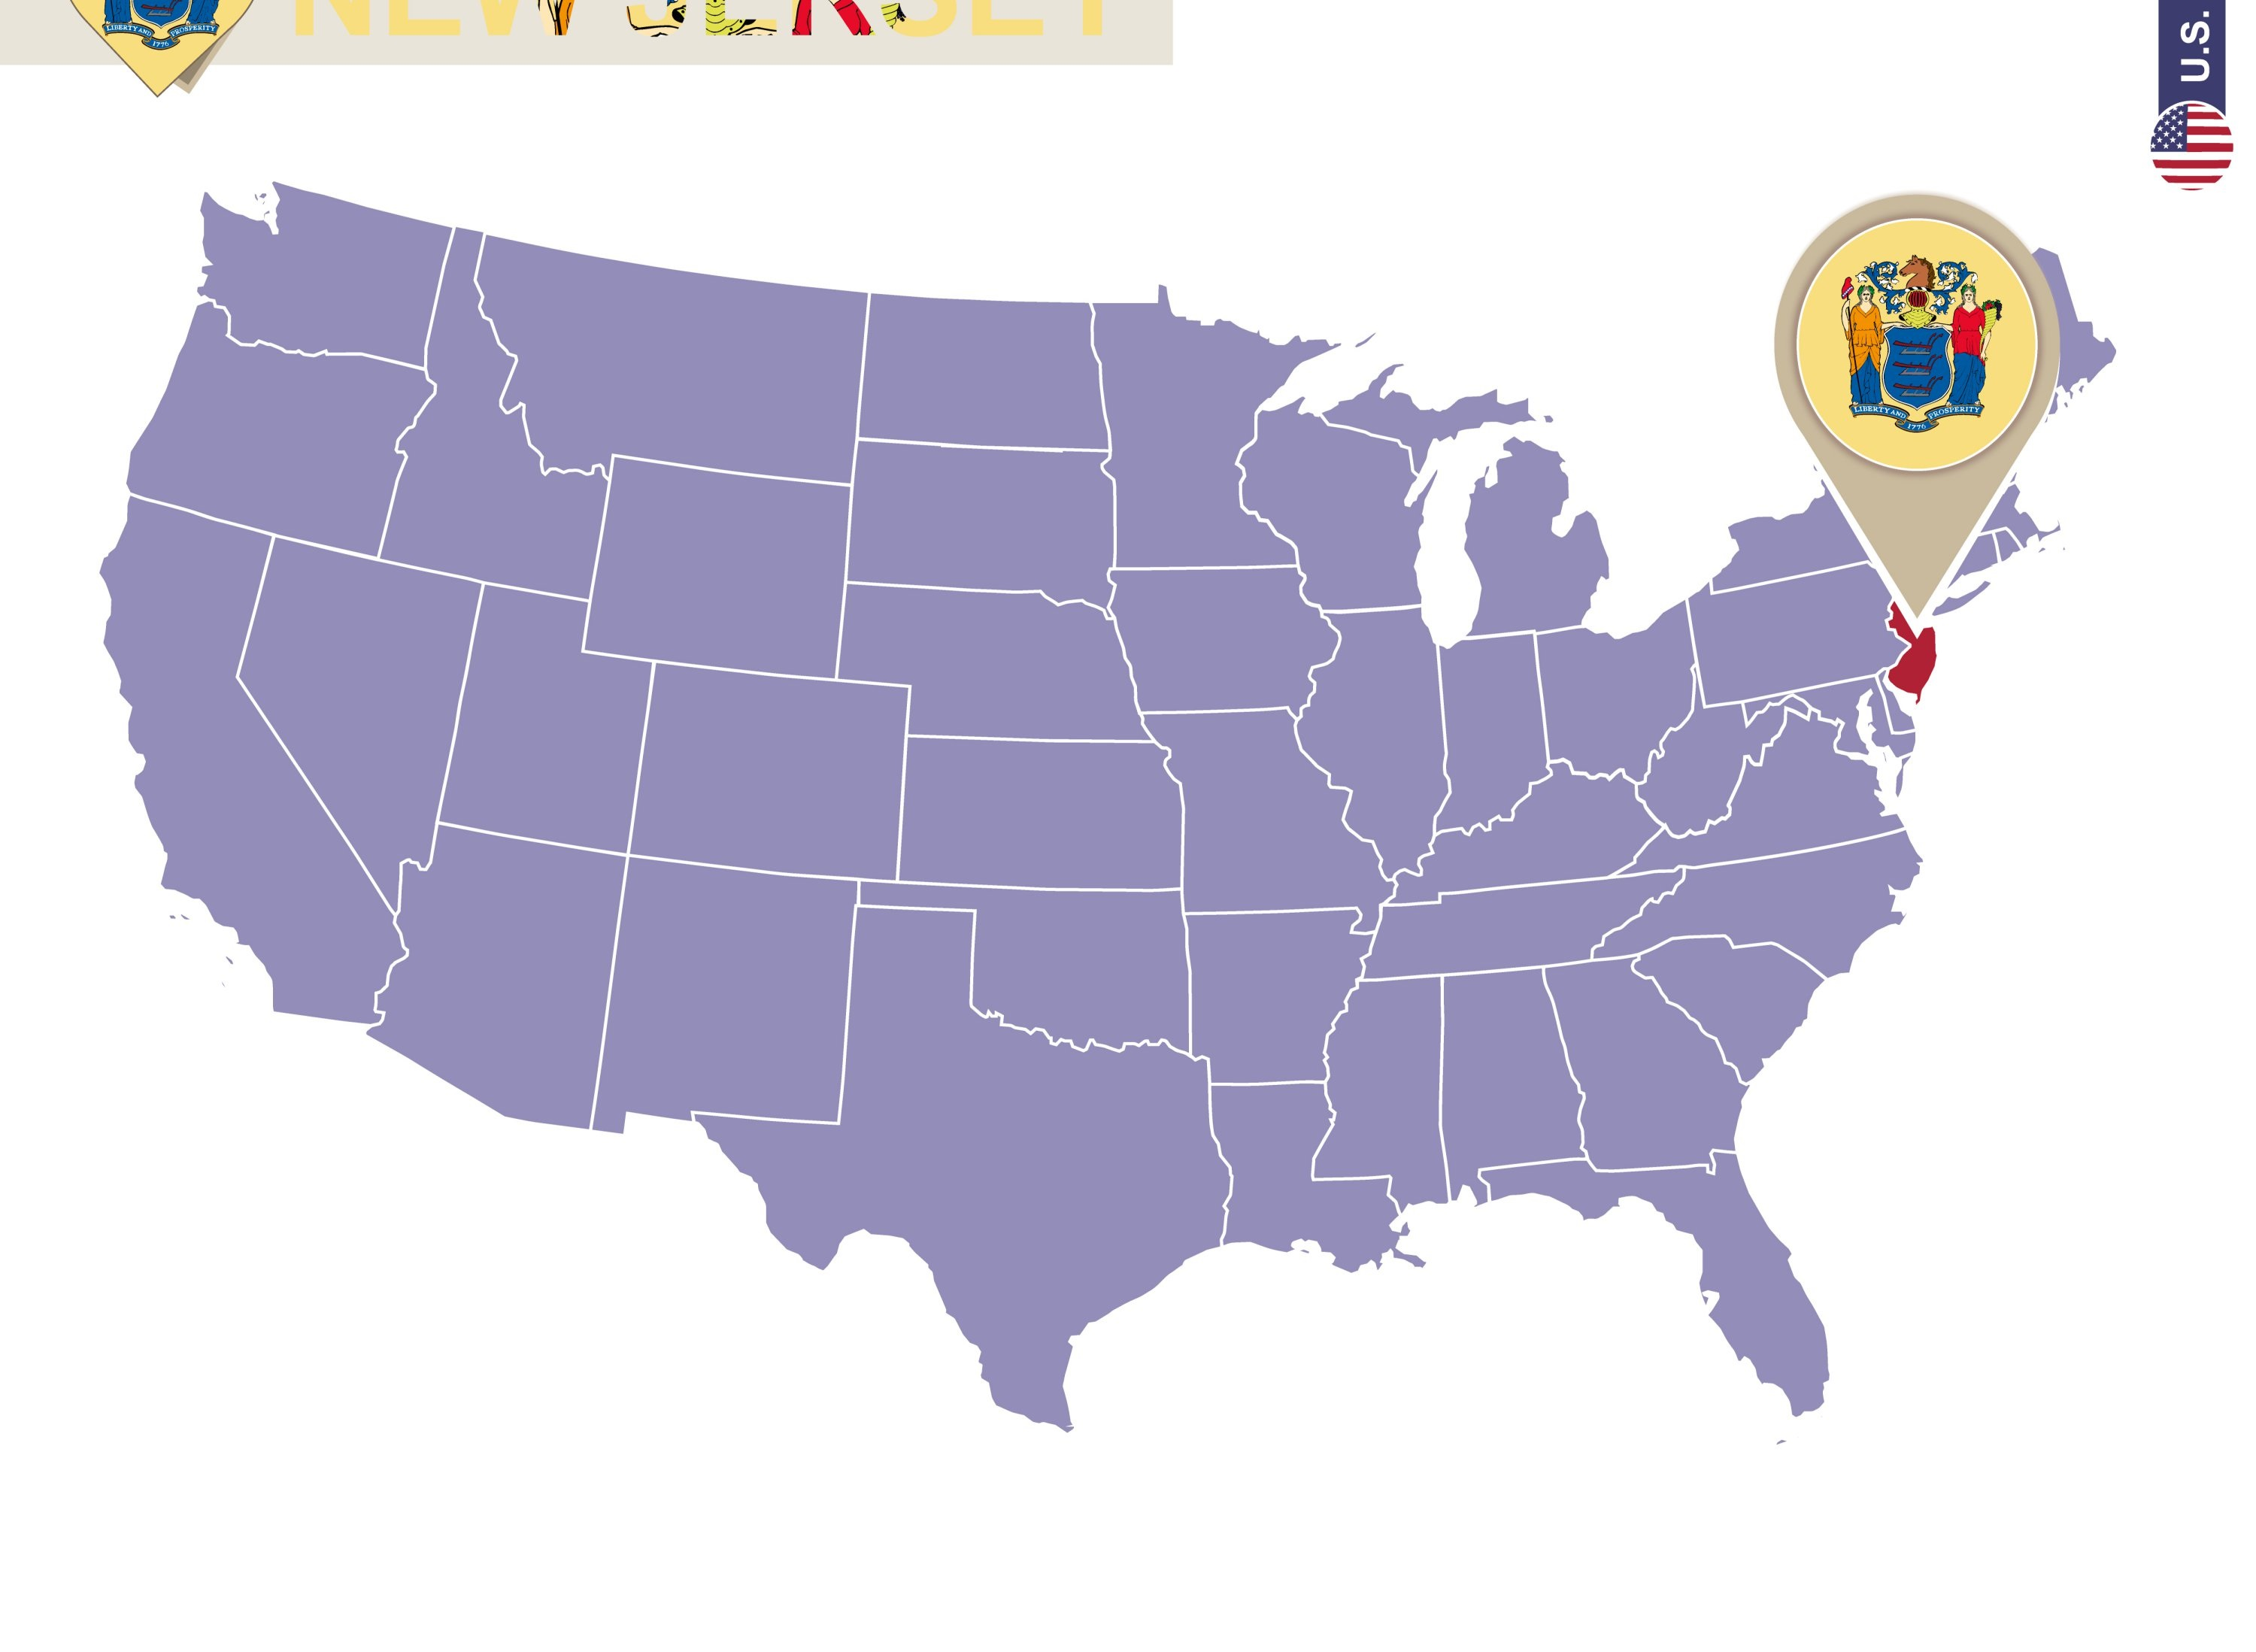 NEW JERSEY
LIBERTY AND PROSPERITY
1776
U.S.
LIBERTY AND PROSPERITY
1776